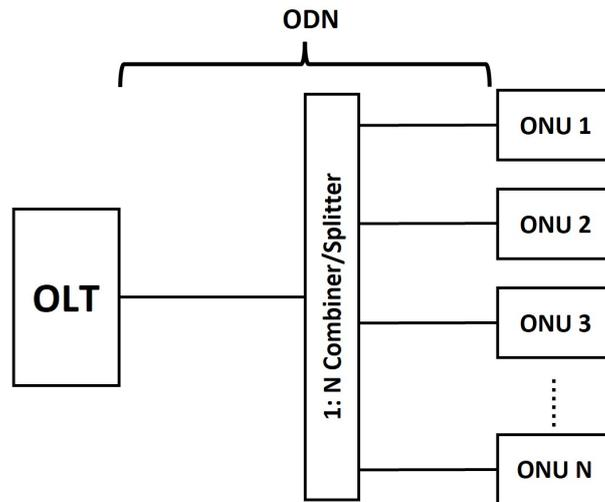 ODN
OLT
1: N Combiner/Splitter
ONU 1
ONU 2
ONU 3
ONU N